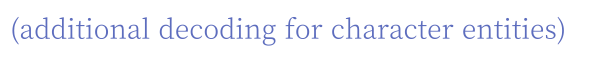 (additional decoding for character entities)